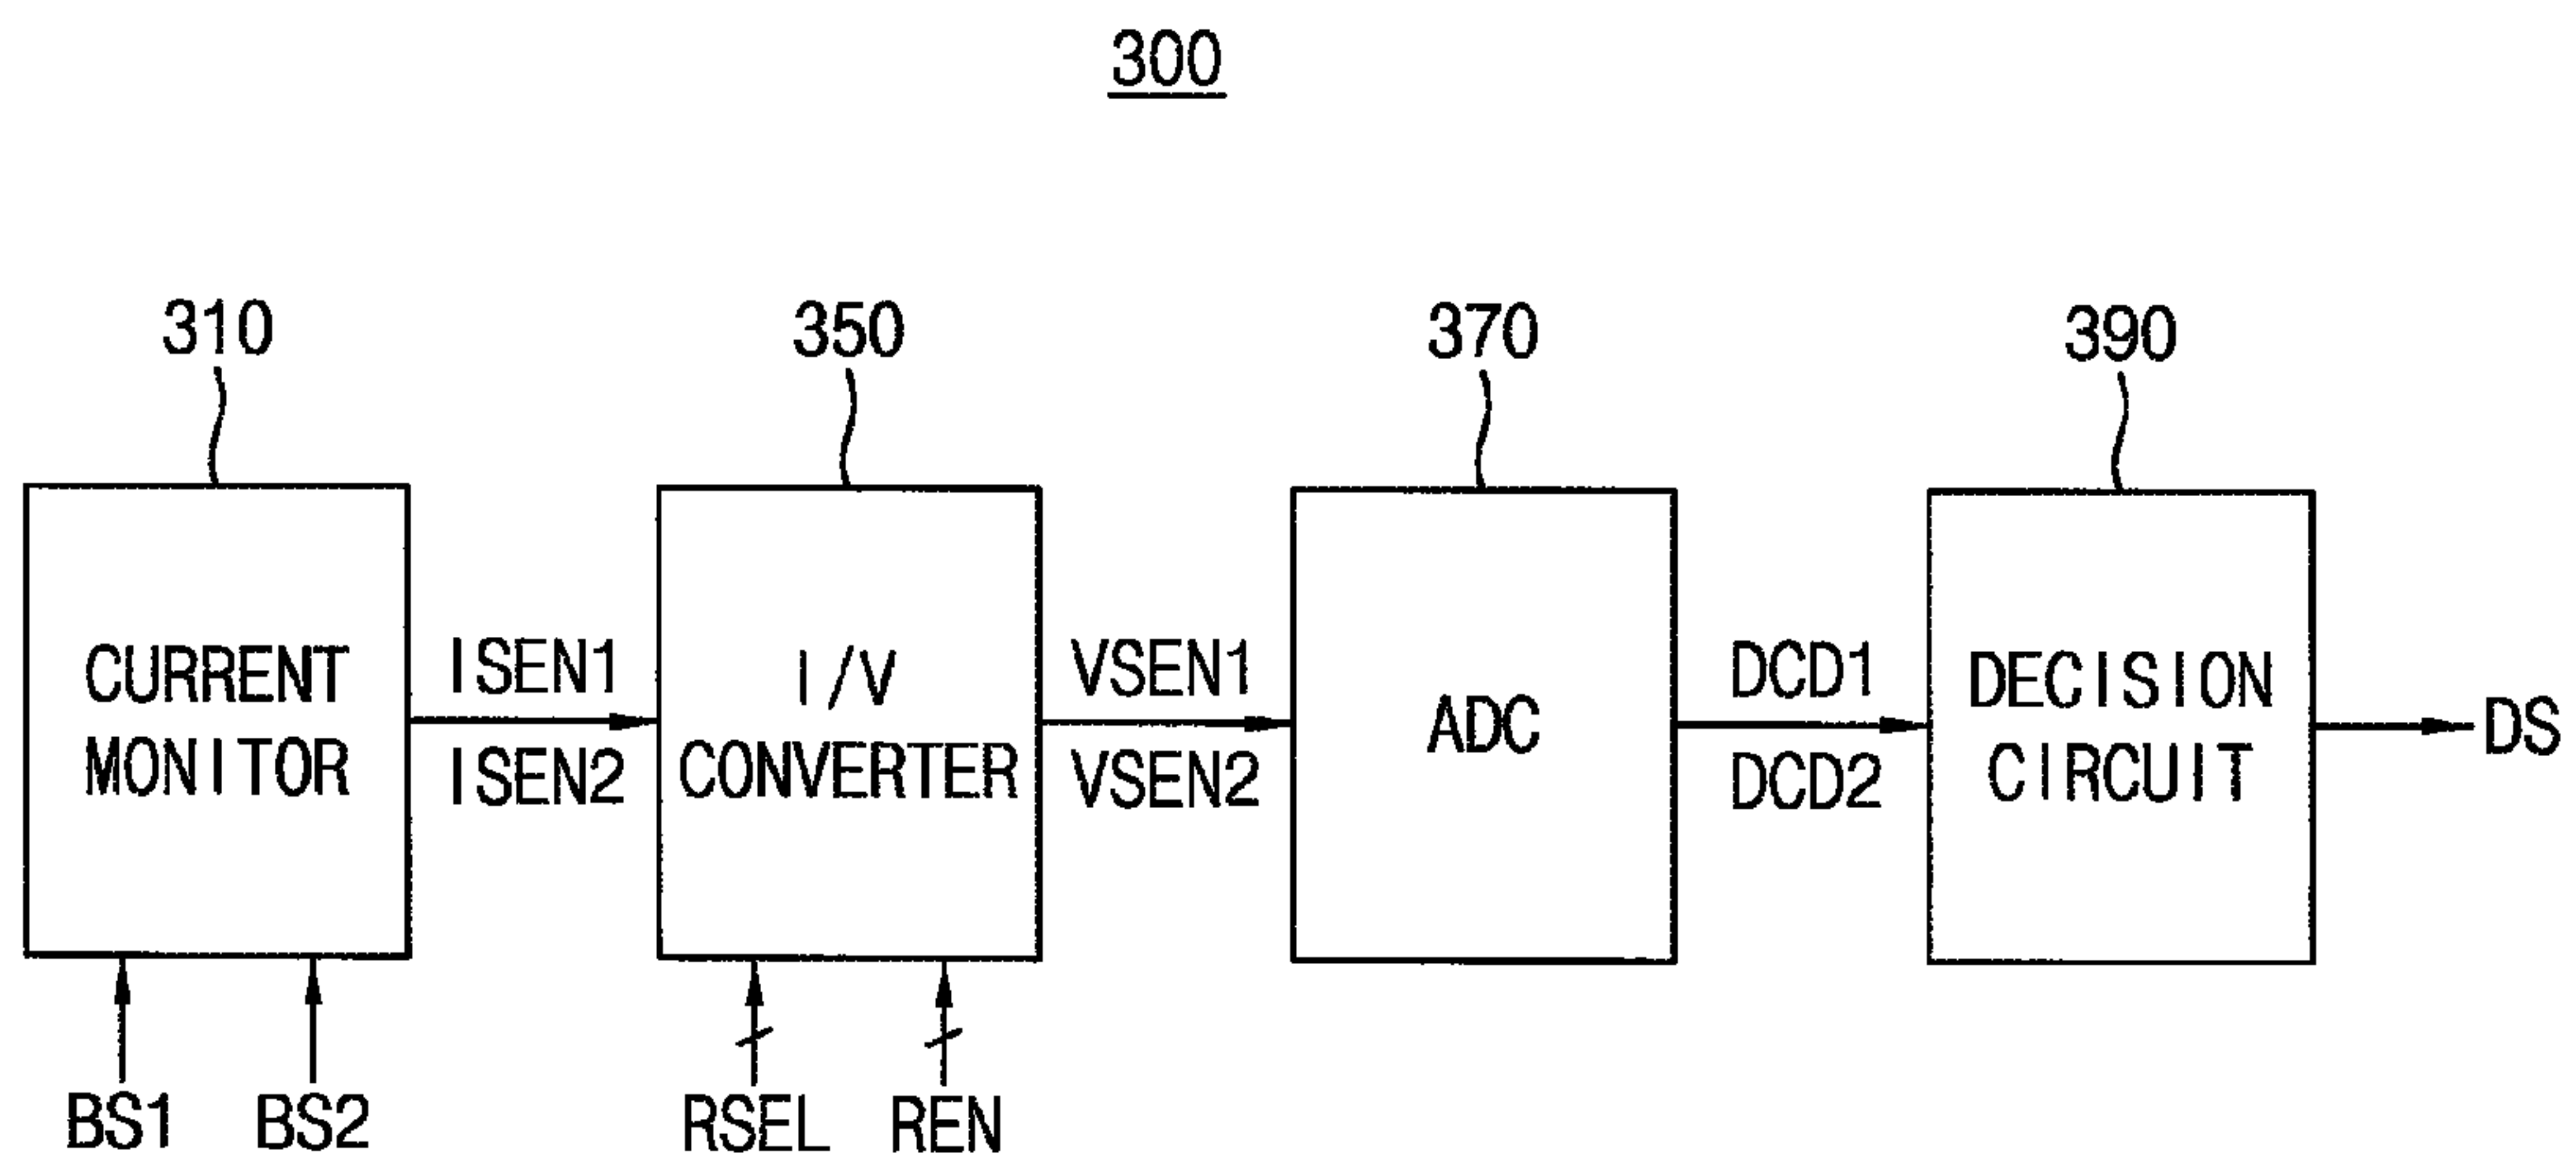 300
310
350
370
390
CURRENT
MONITOR
ISEN1
ISEN2
I/V
CONVERTER
VSEN1
VSEN2
ADC
DCD1
DCD2
DECISION
CIRCUIT
DS
BS1
BS2
RSEL
REN